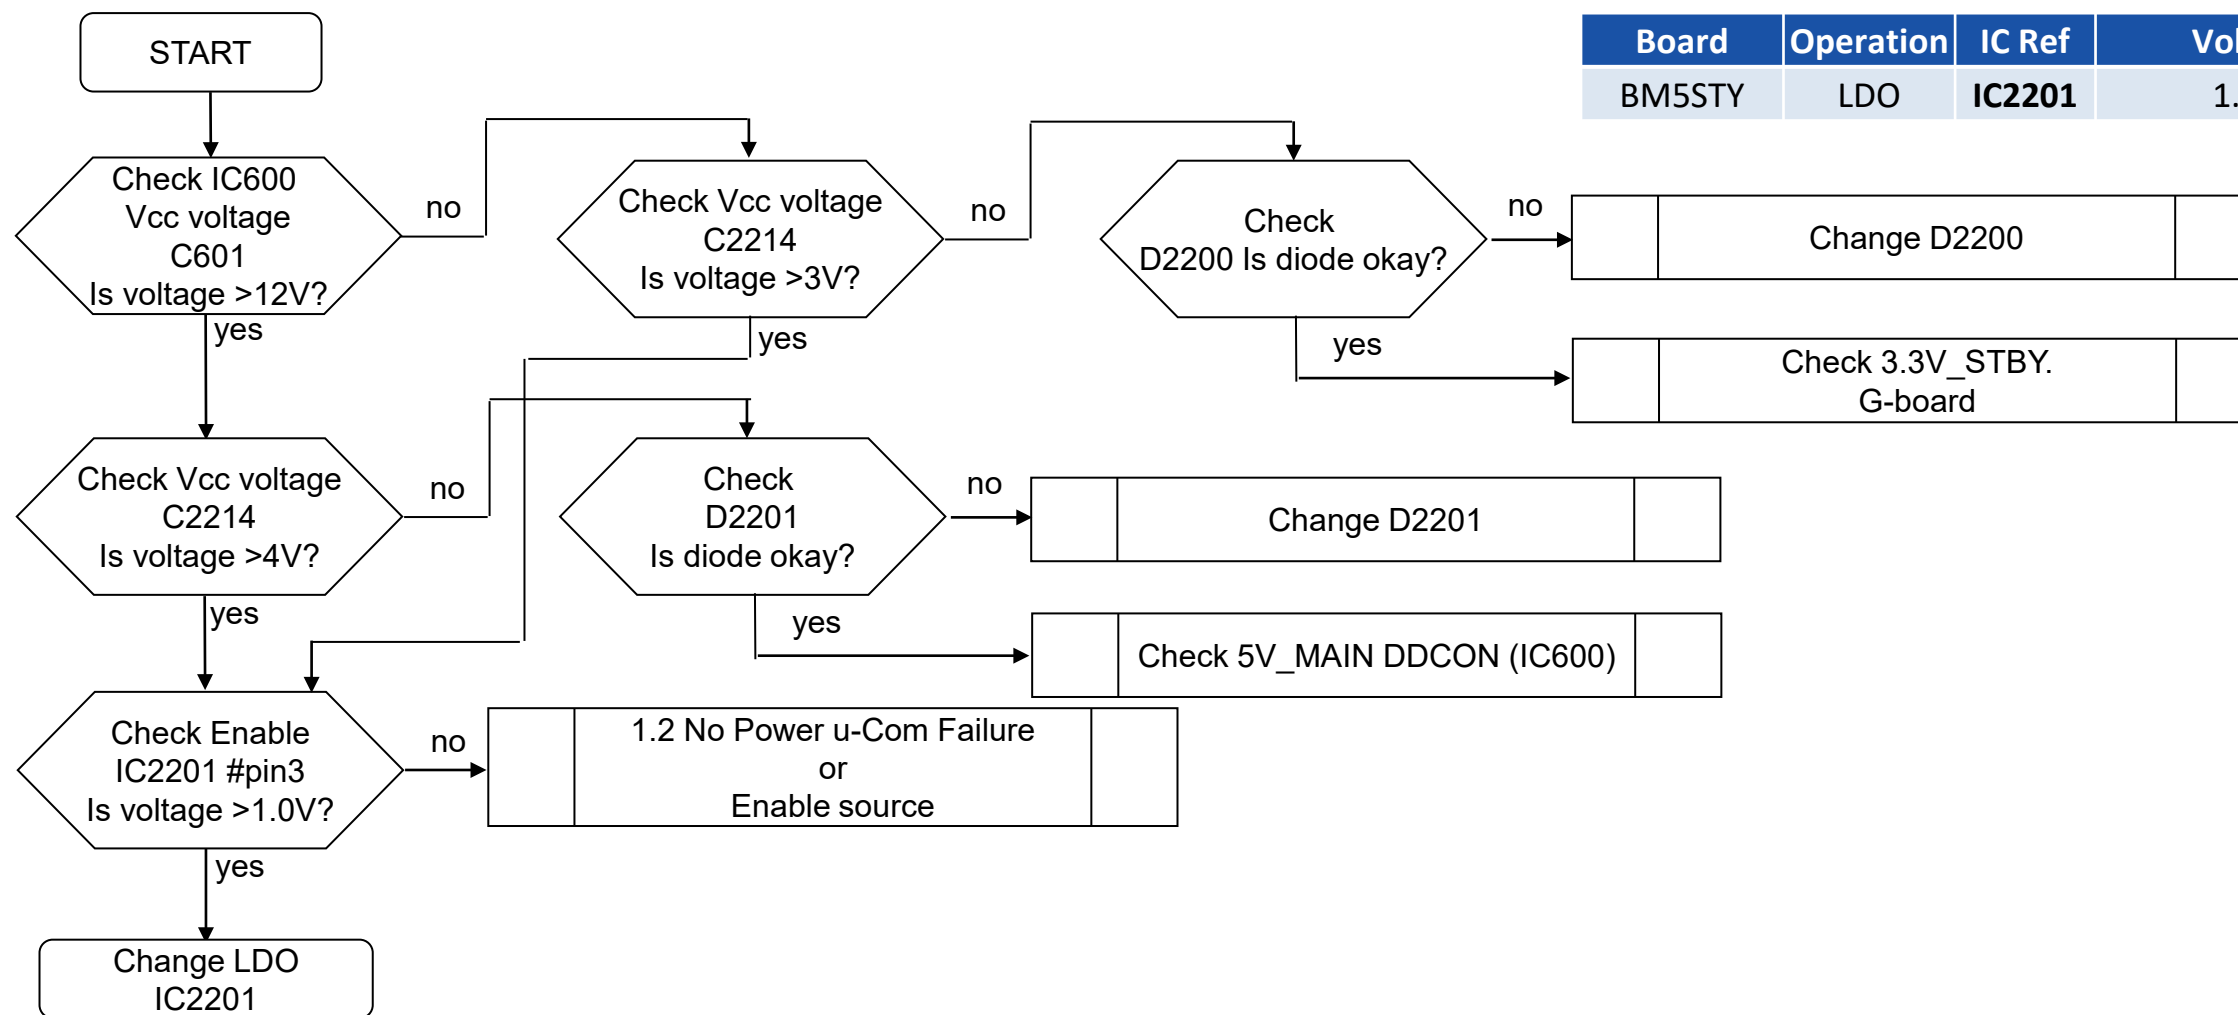 START
Board Operation IC Ref
BM5STY LDO IC2201 1.
Check IC600
Vcc voltage
C601
Is voltage >12V?
no
yes
Check Vcc voltage
C2214
Is voltage >3V?
no
yes
Check
D2200 Is diode okay?
no
yes
Change D2200
Check 3.3V_STBY.
G-board
Check Vcc voltage
C2214
Is voltage >4V?
no
yes
Check
D2201
Is diode okay?
no
yes
Change D2201
Check 5V_MAIN DDCON (IC600)
Check Enable
IC2201 #pin3
Is voltage >1.0V?
no
yes
1.2 No Power u-Com Failure
or
Enable source
Change LDO
IC2201